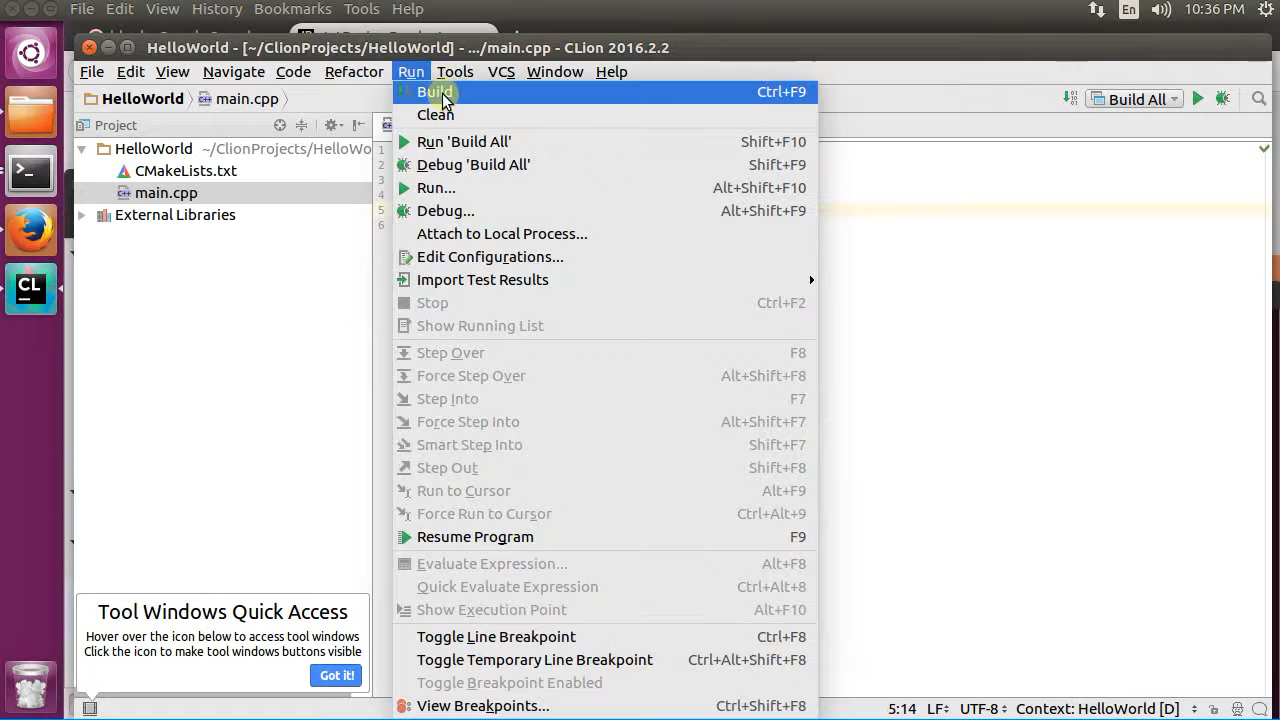 File Edit View History Bookmarks Tools Help
En
10:36 PM
HelloWorld - [~/ClionProjects/HelloWorld] - .../main.cpp - CLion 2016.2.2
File Edit View Navigate Code Refactor Run Tools VCS Window Help
HelloWorld main.cpp
Build All
Project
HelloWorld ~/ClionProjects/HelloWo
CMakeLists.txt
main.cpp
External Libraries
1
2
3
4
5
6
Build Ctrl+F9
Clean
Run 'Build All' Shift+F10
Debug 'Build All' Shift+F9
Run... Alt+Shift+F10
Debug... Alt+Shift+F9
Attach to Local Process...
Edit Configurations...
Import Test Results
Stop Ctrl+F2
Show Running List
Step Over F8
Force Step Over Alt+Shift+F8
Step Into F7
Force Step Into Alt+Shift+F7
Smart Step Into Shift+F7
Step Out Shift+F8
Run to Cursor Alt+F9
Force Run to Cursor Ctrl+Alt+9
Resume Program F9
Evaluate Expression... Alt+F8
Quick Evaluate Expression Ctrl+Alt+8
Show Execution Point Alt+F10
Toggle Line Breakpoint Ctrl+F8
Toggle Temporary Line Breakpoint Ctrl+Alt+Shift+F8
Toggle Breakpoint Enabled
View Breakpoints... Ctrl+Shift+F8
Tool Windows Quick Access
Hover over the icon below to access tool windows
Click the icon to make tool windows buttons visible
Got it!
CL
5:14 LF÷ UTF-8 ÷ Context: HelloWorld [D]